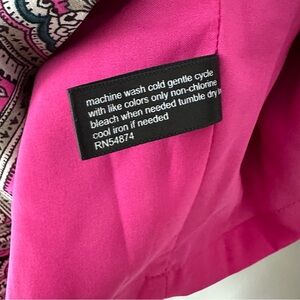 machine wash cold gentle cycle
with like colors only non-chlorine
bleach when needed tumble dry
cool iron if needed
RN54874